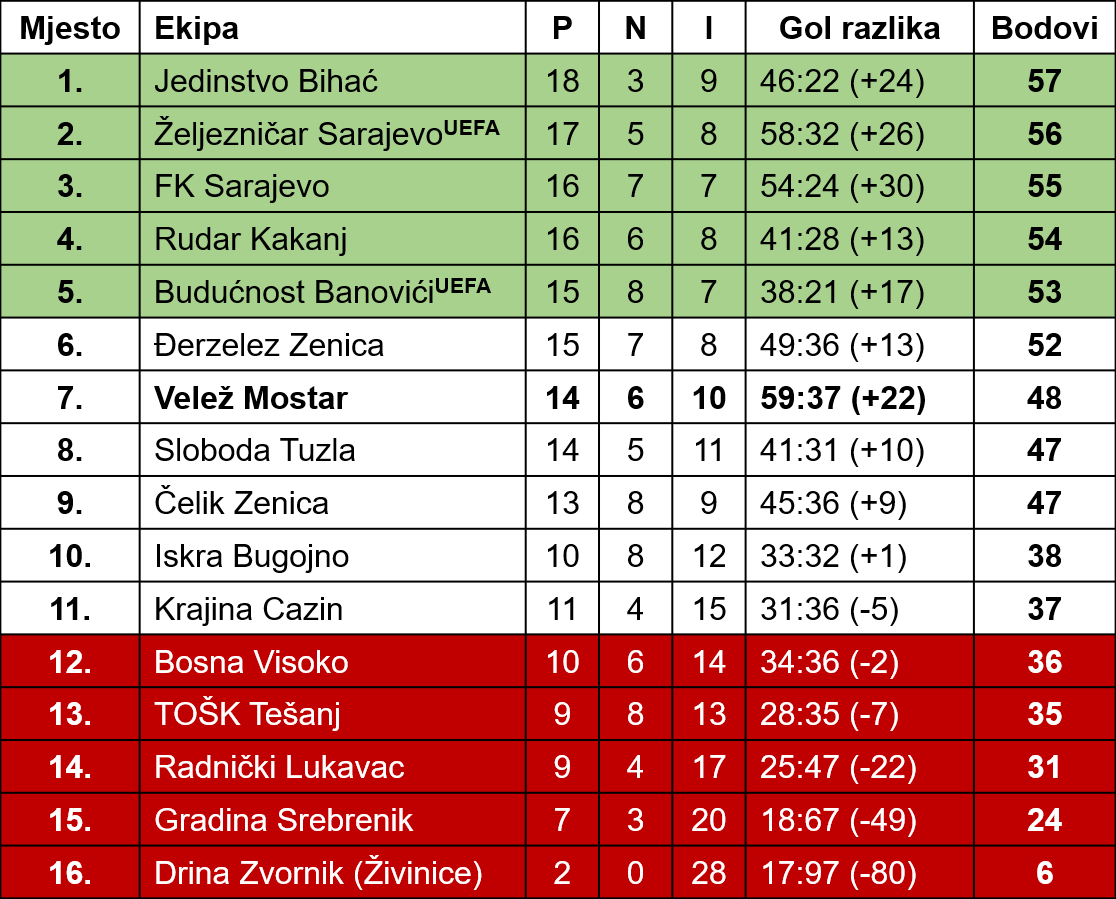 Mjesto Ekipa P N I Gol razlika Bodovi
1. Jedinstvo Bihać 18 3 9 46:22 (+24) 57
2. Željezničar SarajevoUEFA 17 5 8 58:32 (+26) 56
3. FK Sarajevo 16 7 7 54:24 (+30) 55
4. Rudar Kakanj 16 6 8 41:28 (+13) 54
5. Budućnost BanovićiUEFA 15 8 7 38:21 (+17) 53
6. Đerzelez Zenica 15 7 8 49:36 (+13) 52
7. Velež Mostar 14 6 10 59:37 (+22) 48
8. Sloboda Tuzla 14 5 11 41:31 (+10) 47
9. Čelik Zenica 13 8 9 45:36 (+9) 47
10. Iskra Bugojno 10 8 12 33:32 (+1) 38
11. Krajina Cazin 11 4 15 31:36 (-5) 37
12. Bosna Visoko 10 6 14 34:36 (-2) 36
13. TOŠK Tešanj 9 8 13 28:35 (-7) 35
14. Radnički Lukavac 9 4 17 25:47 (-22) 31
15. Gradina Srebrenik 7 3 20 18:67 (-49) 24
16. Drina Zvornik (Živinice) 2 0 28 17:97 (-80) 6